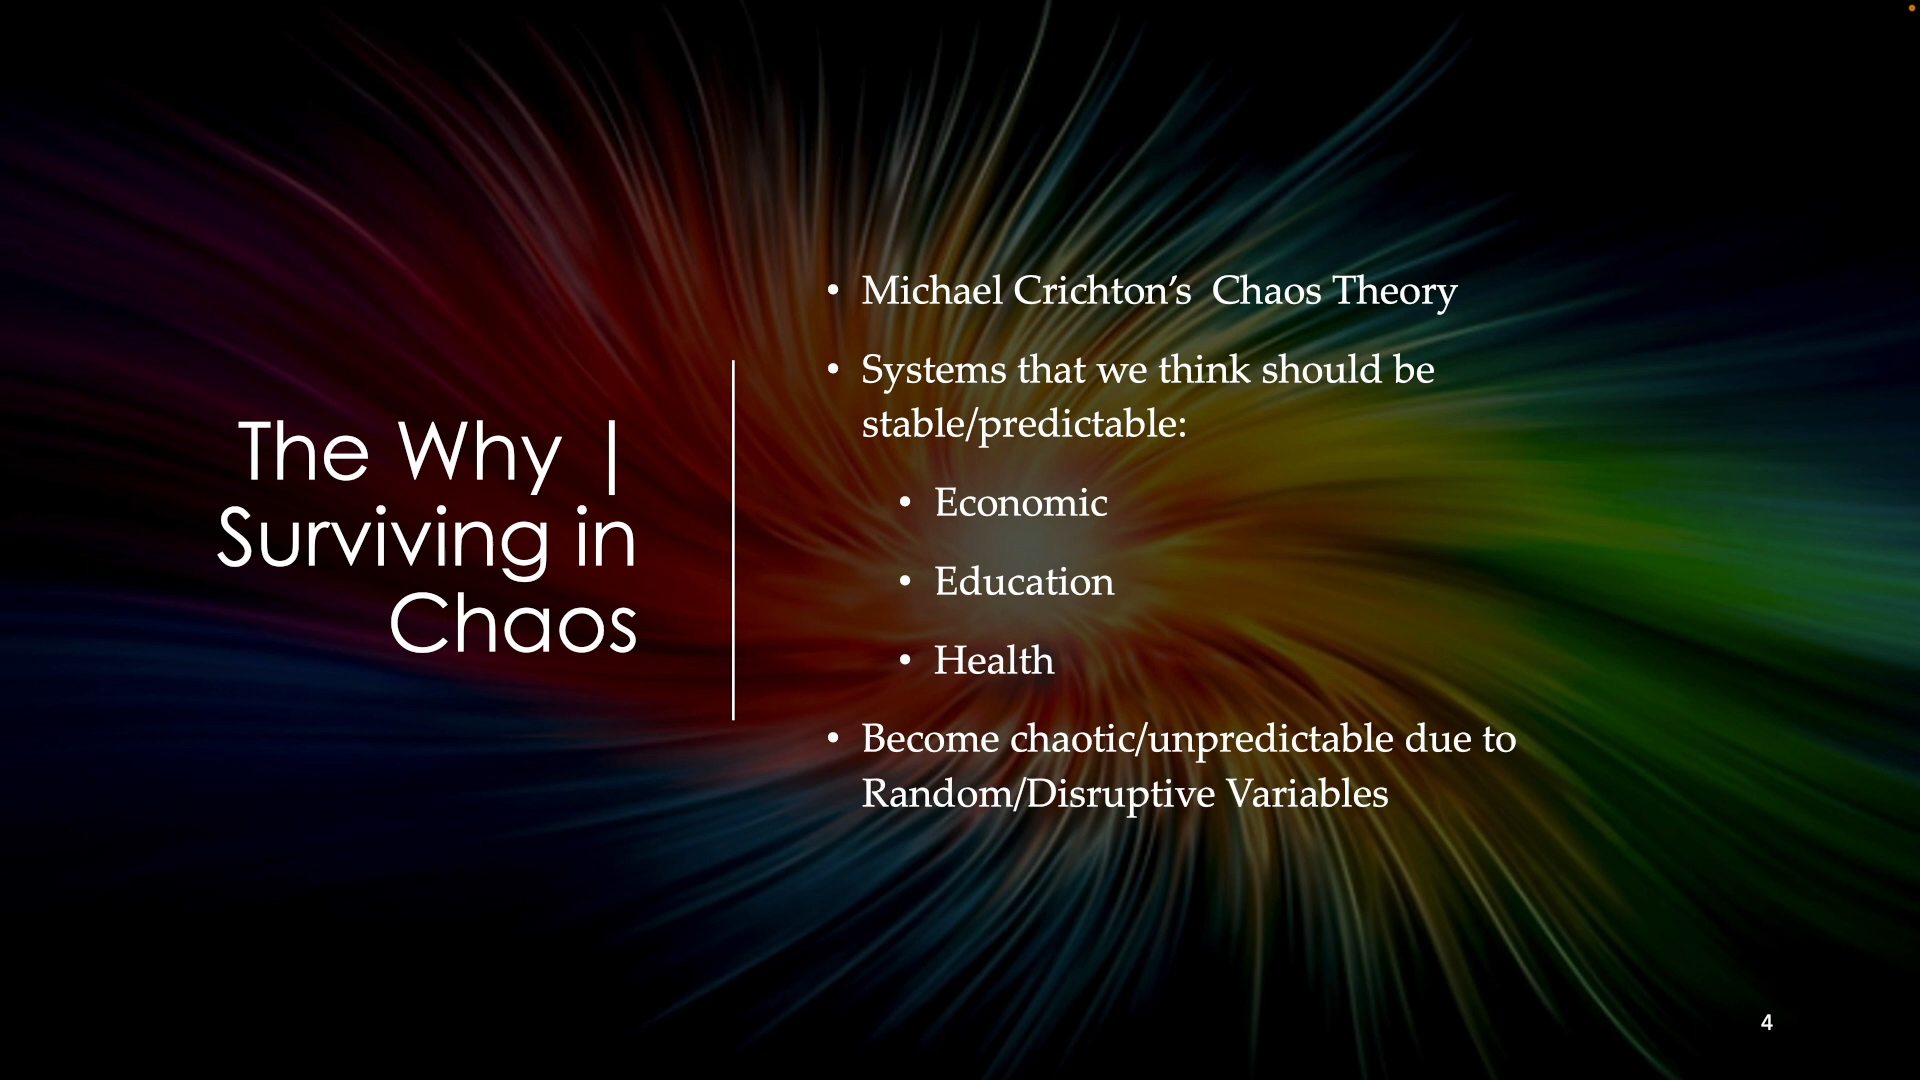 The Why |
Surviving in
Chaos
• Michael Crichton’s  Chaos Theory
• Systems that we think should be
stable/predictable:
• Economic
• Education
• Health
• Become chaotic/unpredictable due to
Random/Disruptive Variables
4